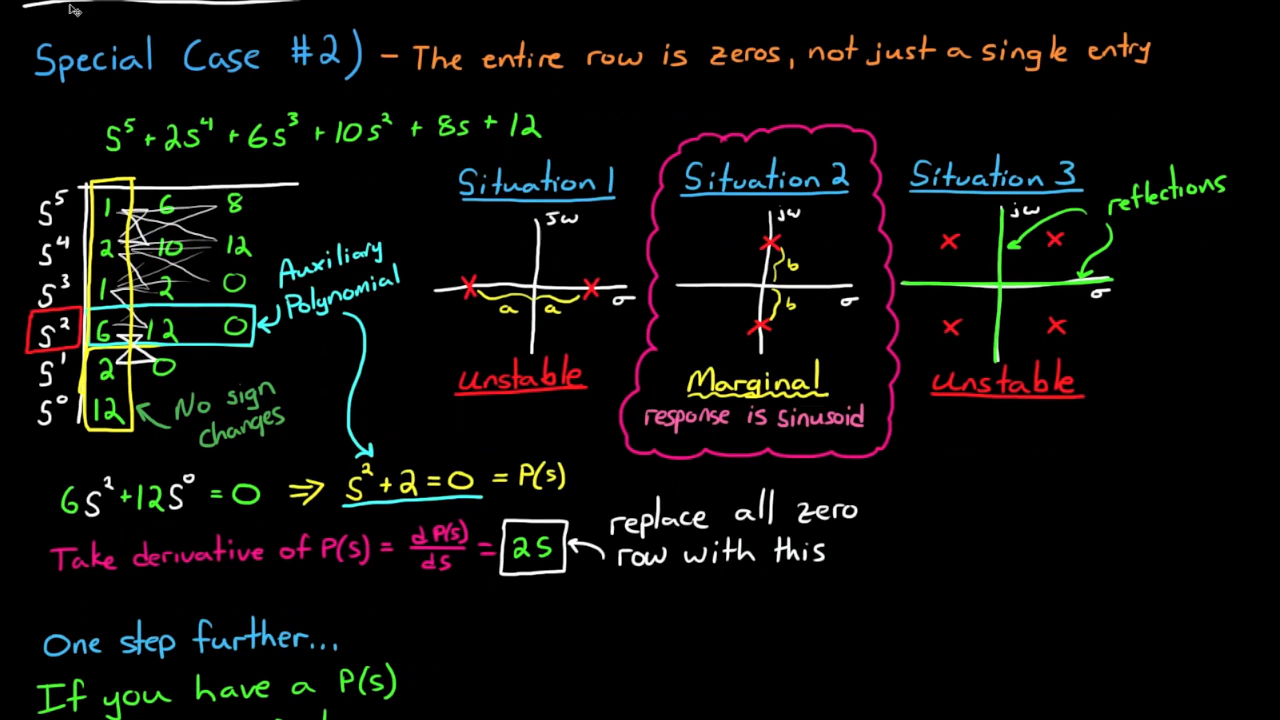 Special Case #2) - The entire row is zeros, not just a single entry
S⁵ + 2S⁴ + 6S³ + 10S² + 8S + 12
S⁵ 1 6 8
S⁴ 2 10 12
S³ 1 2 0
S² 6 12 0
S¹ 2 0
S⁰ 12
Auxiliary
Polynomial
No sign
changes
Situation 1
Jω
σ
a a
Unstable
Situation 2
jω
b
b
σ
Marginal
response is sinusoid
Situation 3
jω
σ
reflections
Unstable
6S² + 12S⁰ = 0 ⇒ S² + 2 = 0 = P(s)
Take derivative of P(s) = dP(s)/ds = 2S
replace all zero
row with this
One step further...
If you have a P(s)